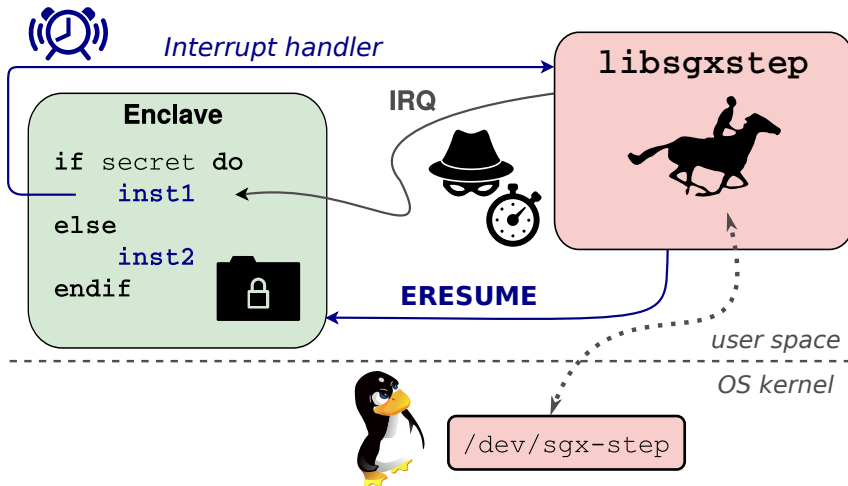 Interrupt handler
libsgxstep
IRQ
Enclave
if secret do
inst1
else
inst2
endif
ERESUME
user space
OS kernel
/dev/sgx-step